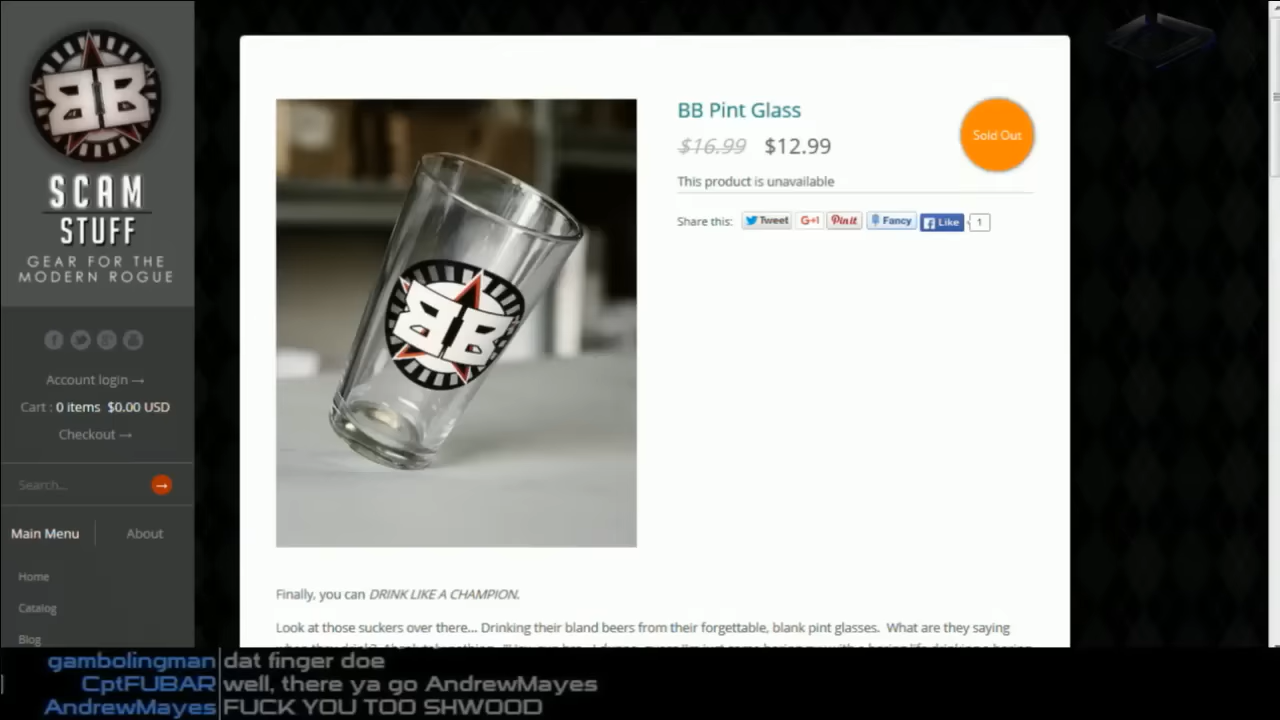 BB
SCAM
STUFF
GEAR FOR THE
MODERN ROGUE
Account login →
Cart : 0 items $0.00 USD
Checkout →
Search...
→
Main Menu
About
Home
Catalog
Blog
BB
BB Pint Glass
$16.99 $12.99
Sold Out
This product is unavailable
Share this: Tweet G+1 Pin it Fancy Like 1
Finally, you can DRINK LIKE A CHAMPION.
Look at those suckers over there... Drinking their bland beers from their forgettable, blank pint glasses. What are they saying
gambolingman dat finger doe
CptFUBAR well, there ya go AndrewMayes
AndrewMayes FUCK YOU TOO SHWOOD